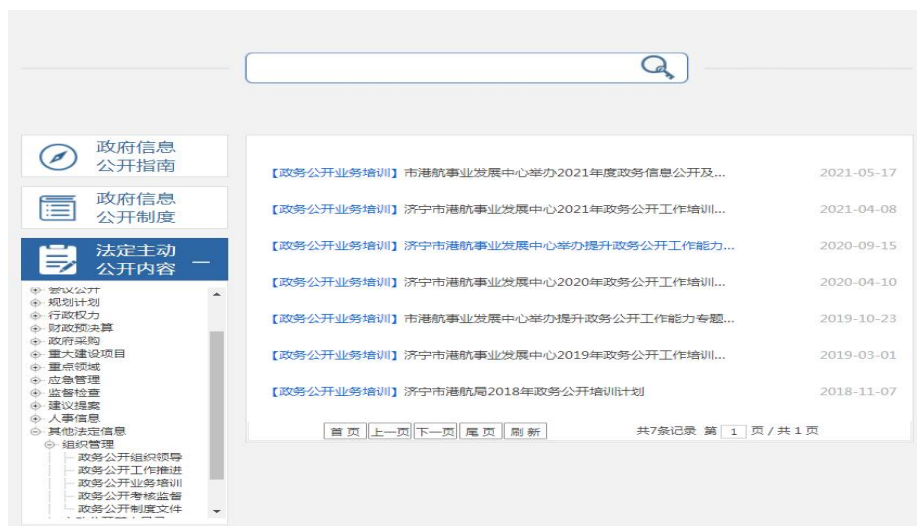 政府信息
公开指南
政府信息
公开制度
法定主动
公开内容
会议公开
规划计划
行政权力
财政预决算
政府采购
重大建设项目
重点领域
应急管理
监督检查
建议提案
人事信息
其他法定信息
组织管理
政务公开组织领导
政务公开工作推进
政务公开业务培训
政务公开考核监督
政务公开制度文件
【政务公开业务培训】市港航事业发展中心举办2021年度政务信息公开及... 2021-05-17
【政务公开业务培训】济宁市港航事业发展中心2021年政务公开工作培训... 2021-04-08
【政务公开业务培训】济宁市港航事业发展中心举办提升政务公开工作能力... 2020-09-15
【政务公开业务培训】济宁市港航事业发展中心2020年政务公开工作培训... 2020-04-10
【政务公开业务培训】市港航事业发展中心举办提升政务公开工作能力专题... 2019-10-23
【政务公开业务培训】济宁市港航事业发展中心2019年政务公开工作培训... 2019-03-01
【政务公开业务培训】济宁市港航局2018年政务公开培训计划 2018-11-07
首页 上一页 下一页 尾页 刷新 共7条记录 第 1 页/共1页